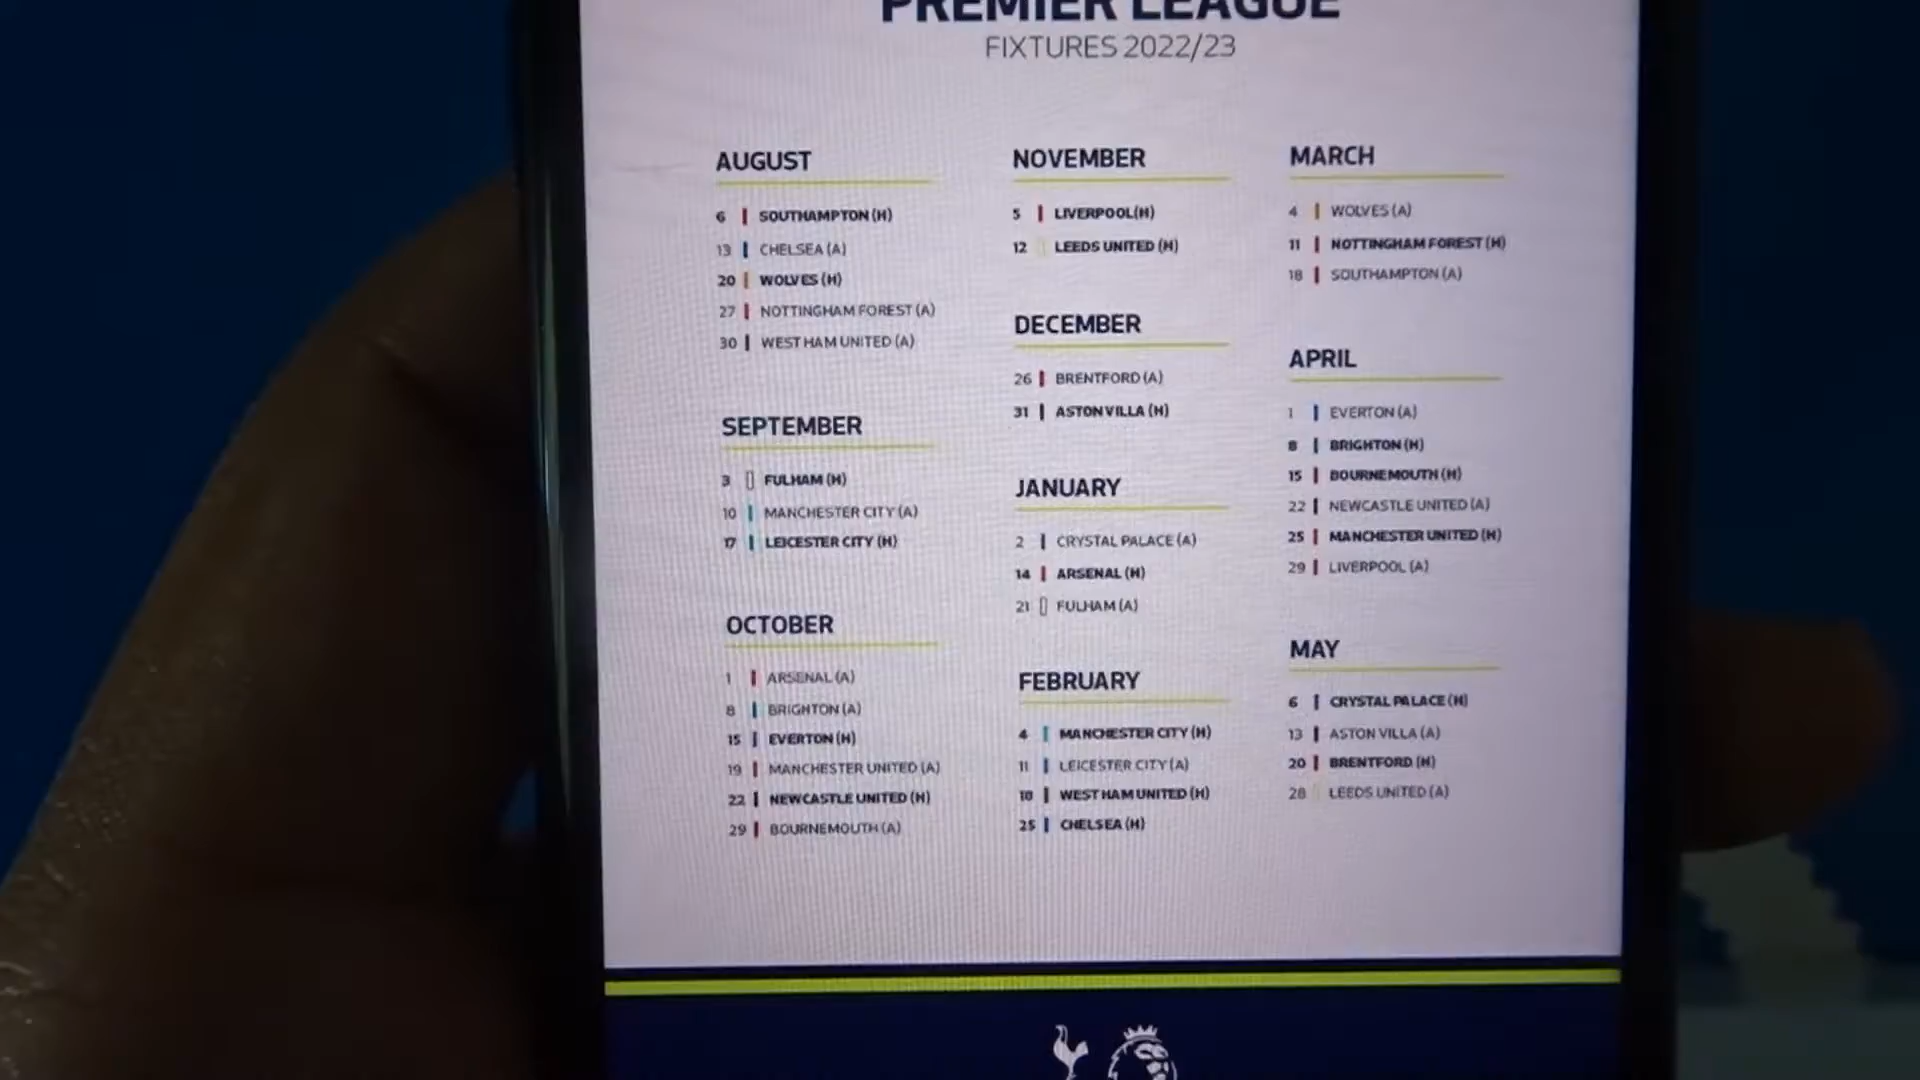 PREMIER LEAGUE
FIXTURES 2022/23
AUGUST
6 SOUTHAMPTON (H)
13 CHELSEA (A)
20 WOLVES (H)
27 NOTTINGHAM FOREST (A)
30 WEST HAM UNITED (A)
SEPTEMBER
3 FULHAM (H)
10 MANCHESTER CITY (A)
17 LEICESTER CITY (H)
OCTOBER
1 ARSENAL (A)
8 BRIGHTON (A)
15 EVERTON (H)
19 MANCHESTER UNITED (A)
22 NEWCASTLE UNITED (H)
29 BOURNEMOUTH (A)
NOVEMBER
5 LIVERPOOL(H)
12 LEEDS UNITED (H)
DECEMBER
26 BRENTFORD (A)
31 ASTON VILLA (H)
JANUARY
2 CRYSTAL PALACE (A)
14 ARSENAL (H)
21 FULHAM (A)
FEBRUARY
4 MANCHESTER CITY (H)
11 LEICESTER CITY (A)
18 WEST HAM UNITED (H)
25 CHELSEA (H)
MARCH
4 WOLVES (A)
11 NOTTINGHAM FOREST (H)
18 SOUTHAMPTON (A)
APRIL
1 EVERTON (A)
8 BRIGHTON (H)
15 BOURNEMOUTH (H)
22 NEWCASTLE UNITED (A)
25 MANCHESTER UNITED (H)
29 LIVERPOOL (A)
MAY
6 CRYSTAL PALACE (H)
13 ASTON VILLA (A)
20 BRENTFORD (H)
28 LEEDS UNITED (A)